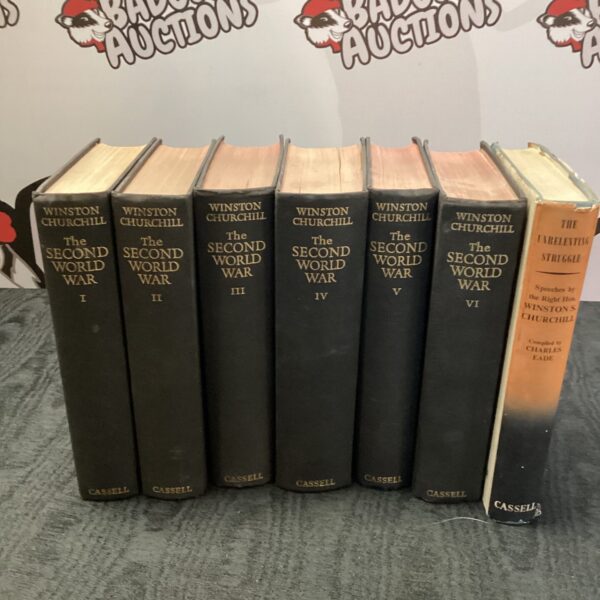 AUCTIONS
BADGER
AUCTIONS
AUCTIONS
WINSTON
CHURCHILL
The
SECOND
WORLD
WAR
I
CASSELL
WINSTON
CHURCHILL
The
SECOND
WORLD
WAR
II
CASSELL
WINSTON
CHURCHILL
The
SECOND
WORLD
WAR
III
CASSELL
WINSTON
CHURCHILL
The
SECOND
WORLD
WAR
IV
CASSELL
WINSTON
CHURCHILL
The
SECOND
WORLD
WAR
V
CASSELL
WINSTON
CHURCHILL
The
SECOND
WORLD
WAR
VI
CASSELL
THE
UNRELENTING
STRUGGLE
Speeches by
the Right Hon.
WINSTON S.
CHURCHILL
Compiled by
CHARLES
EADE
CASSELL